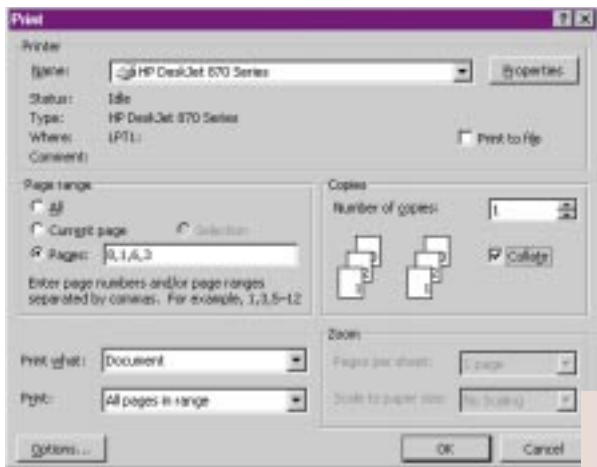 Print
Printer
Name: HP DeskJet 870 Series
Properties
Status: Idle
Type: HP DeskJet 870 Series
Where: LPT1:
Comment:
Print to file
Page range
All
Current page Selection
Pages: 8,1,6,3
Enter page numbers and/or page ranges
separated by commas. For example, 1,3,5-12
Copies
Number of copies: 1
Collate
Print what: Document
Print: All pages in range
Zoom
Pages per sheet: 1 page
Scale to paper size: No Scaling
Options...
OK
Cancel